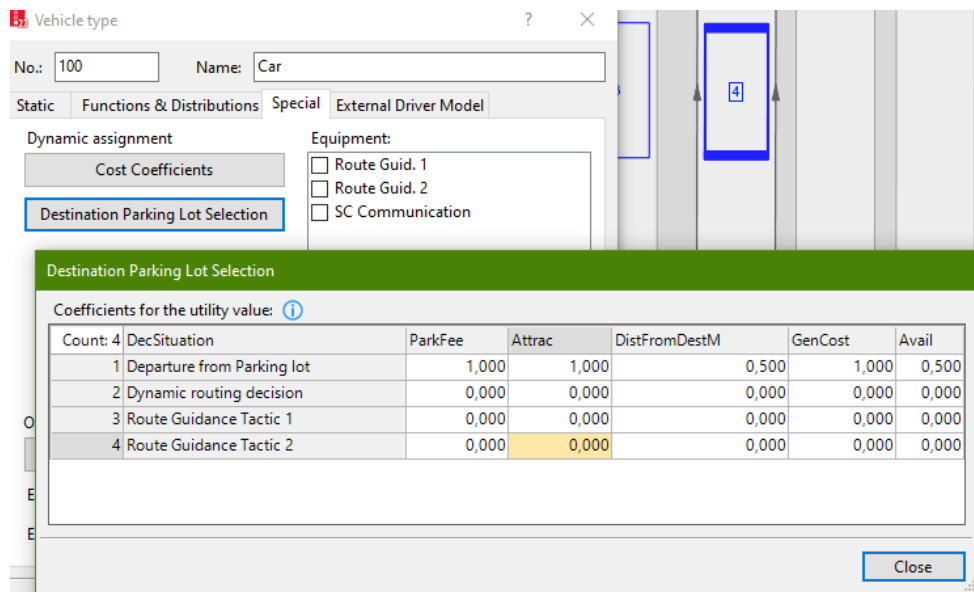 Vehicle type
?
No.: 100 Name: Car
Static Functions & Distributions Special External Driver Model
Dynamic assignment Equipment:
Cost Coefficients
Route Guid. 1
Route Guid. 2
Destination Parking Lot Selection
SC Communication
4
Destination Parking Lot Selection
Coefficients for the utility value:
Count: 4 DecSituation ParkFee Attrac DistFromDestM GenCost Avail
1 Departure from Parking lot 1,000 1,000 0,500 1,000 0,500
2 Dynamic routing decision 0,000 0,000 0,000 0,000 0,000
3 Route Guidance Tactic 1 0,000 0,000 0,000 0,000 0,000
4 Route Guidance Tactic 2 0,000 0,000 0,000 0,000 0,000
Close